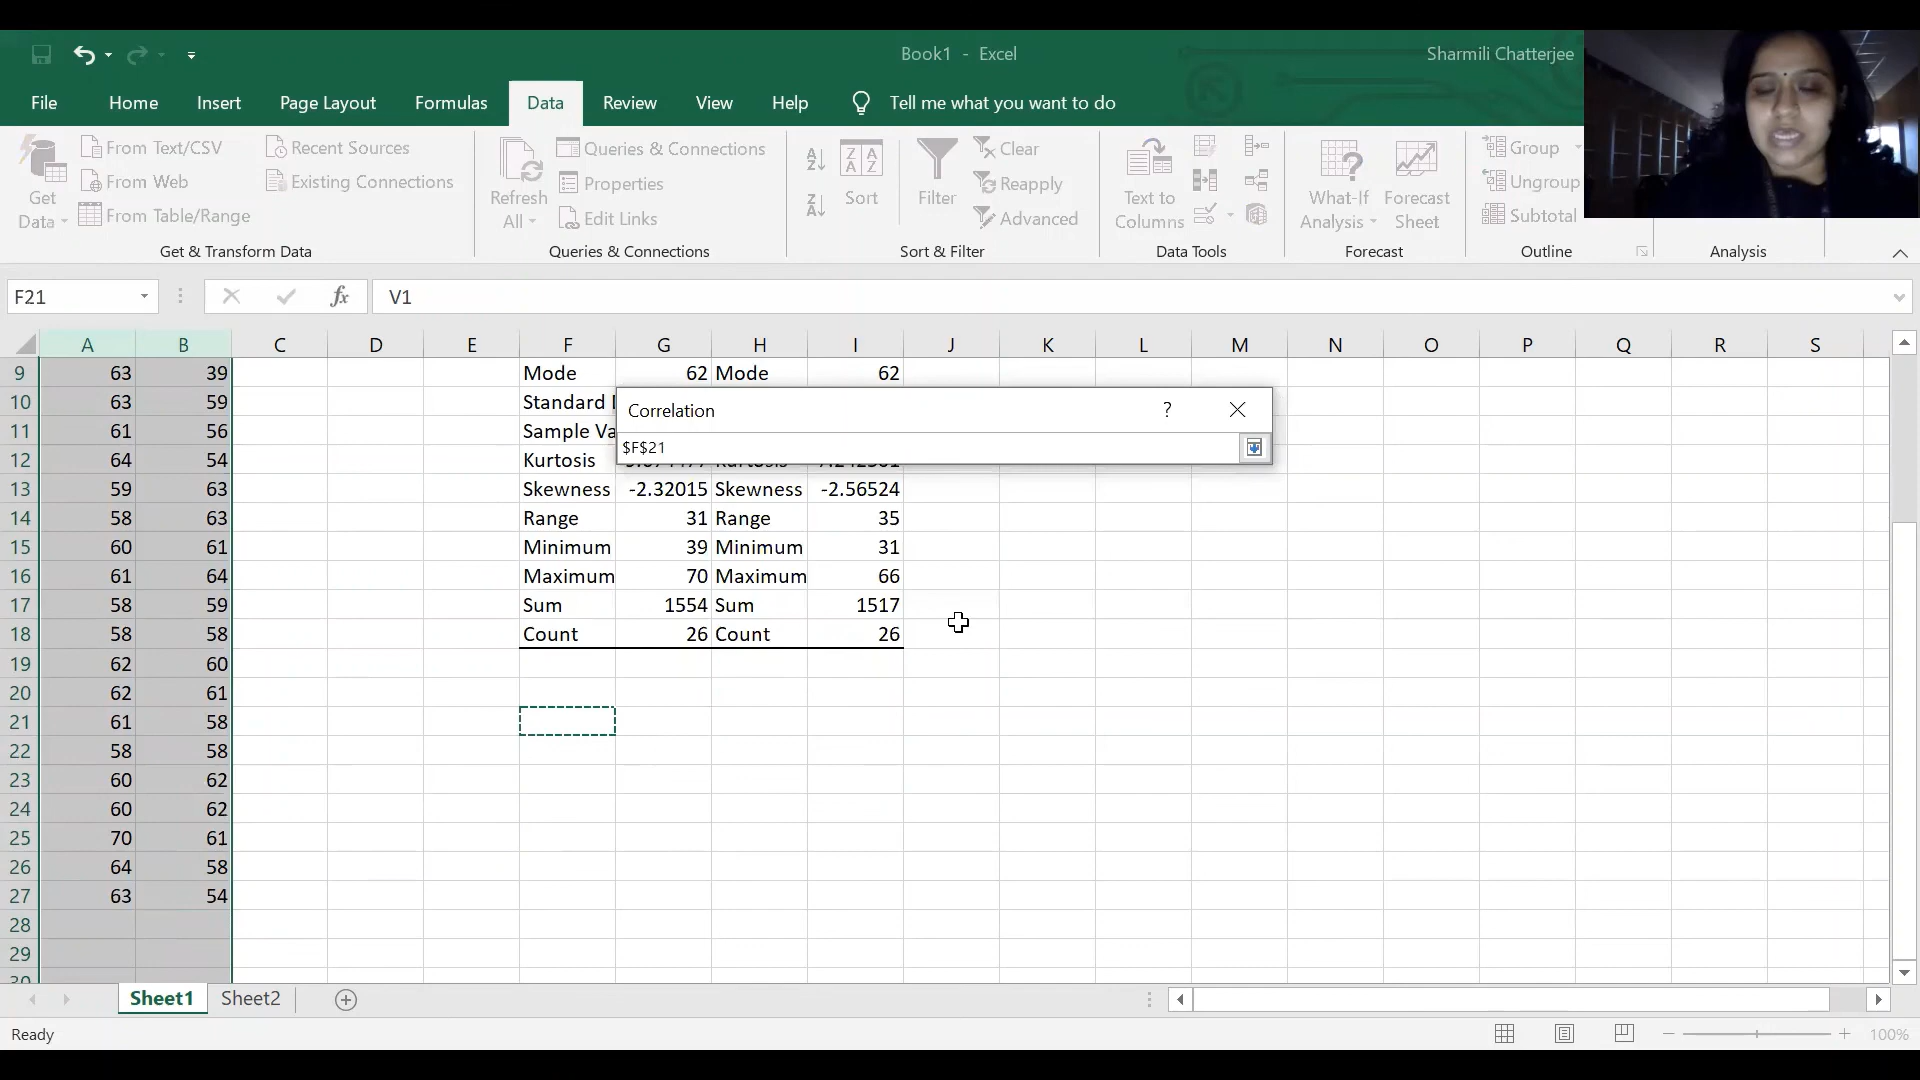 Book1 - Excel
Sharmili Chatterjee
File Home Insert Page Layout Formulas Data Review View Help Tell me what you want to do
Get Data
From Text/CSV
From Web
From Table/Range
Recent Sources
Existing Connections
Get & Transform Data
Refresh All
Queries & Connections
Properties
Edit Links
Queries & Connections
Sort
Filter
Clear
Reapply
Advanced
Sort & Filter
Text to Columns
Data Tools
What-If Analysis
Forecast Sheet
Forecast
Group
Ungroup
Subtotal
Outline
Analysis
F21 fx V1
A B C D E F G H I J K L M N O P Q R S
9 63 39 Mode 62 Mode 62
10 63 59 Standard
11 61 56 Sample Va
12 64 54 Kurtosis
13 59 63 Skewness -2.32015 Skewness -2.56524
14 58 63 Range 31 Range 35
15 60 61 Minimum 39 Minimum 31
16 61 64 Maximum 70 Maximum 66
17 58 59 Sum 1554 Sum 1517
18 58 58 Count 26 Count 26
19 62 60
20 62 61
21 61 58
22 58 58
23 60 62
24 60 62
25 70 61
26 64 58
27 63 54
28
29
30
Correlation ?
$F$21
Sheet1 Sheet2
Ready
100%